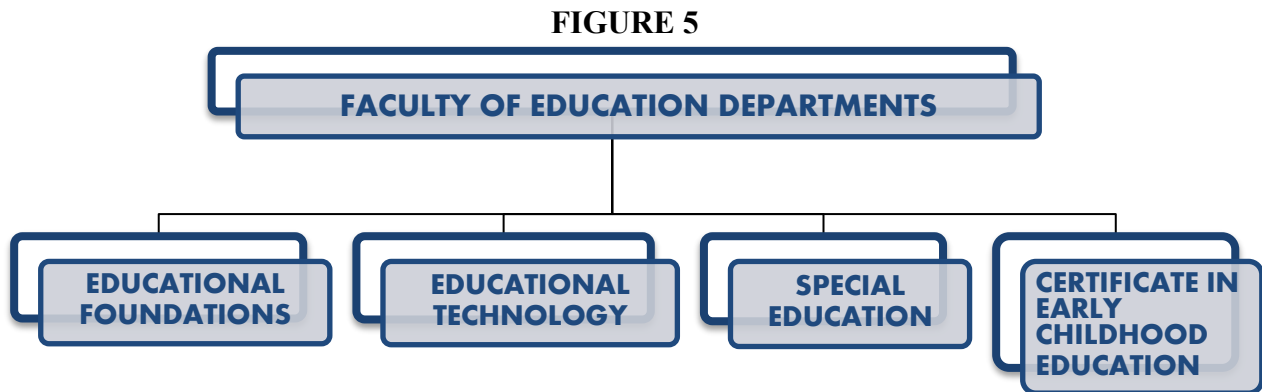 FIGURE 5
FACULTY OF EDUCATION DEPARTMENTS
EDUCATIONAL
FOUNDATIONS
EDUCATIONAL
TECHNOLOGY
SPECIAL
EDUCATION
CERTIFICATE IN
EARLY
CHILDHOOD
EDUCATION